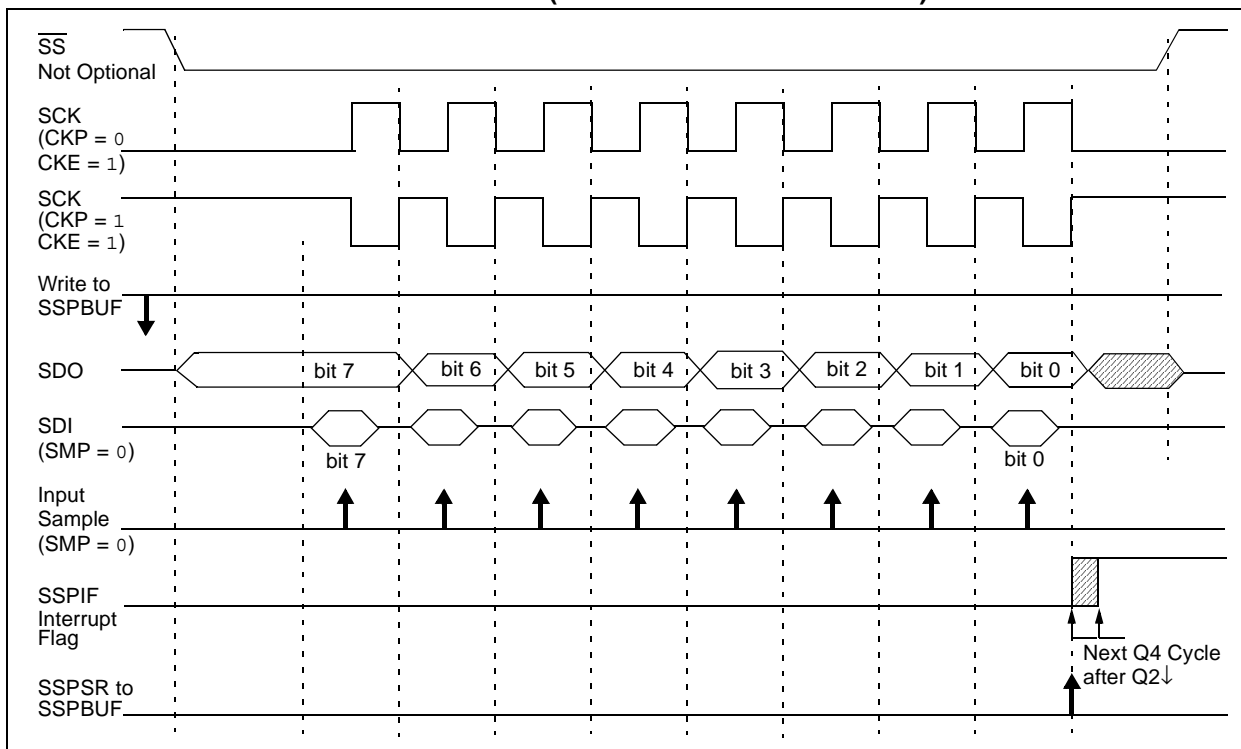 SS
Not Optional
SCK
(CKP = 0
CKE = 1)
SCK
(CKP = 1
CKE = 1)
Write to
SSPBUF
SDO
bit 7 bit 6 bit 5 bit 4 bit 3 bit 2 bit 1 bit 0
SDI
(SMP = 0)
bit 7 bit 0
Input
Sample
(SMP = 0)
SSPIF
Interrupt
Flag
Next Q4 Cycle
after Q2↓
SSPSR to
SSPBUF